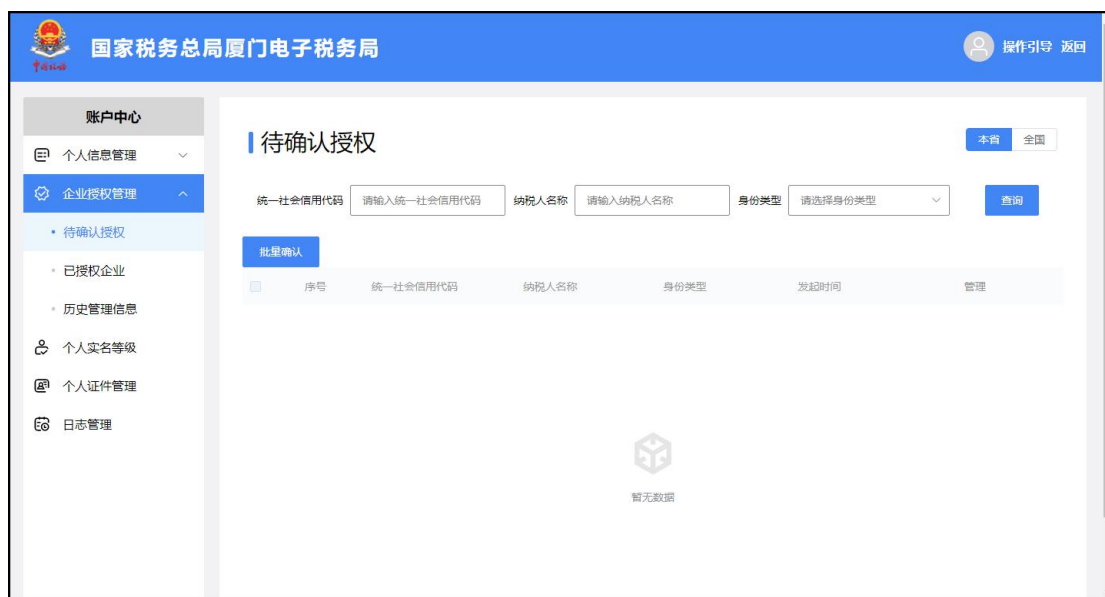 国家税务总局厦门电子税务局
操作引导 返回
中国税务
账户中心
个人信息管理
企业授权管理
待确认授权
已授权企业
历史管理信息
个人实名等级
个人证件管理
日志管理
待确认授权
本省 全国
统一社会信用代码 请输入统一社会信用代码 纳税人名称 请输入纳税人名称 身份类型 请选择身份类型 查询
批量确认
序号 统一社会信用代码 纳税人名称 身份类型 发起时间 管理
暂无数据